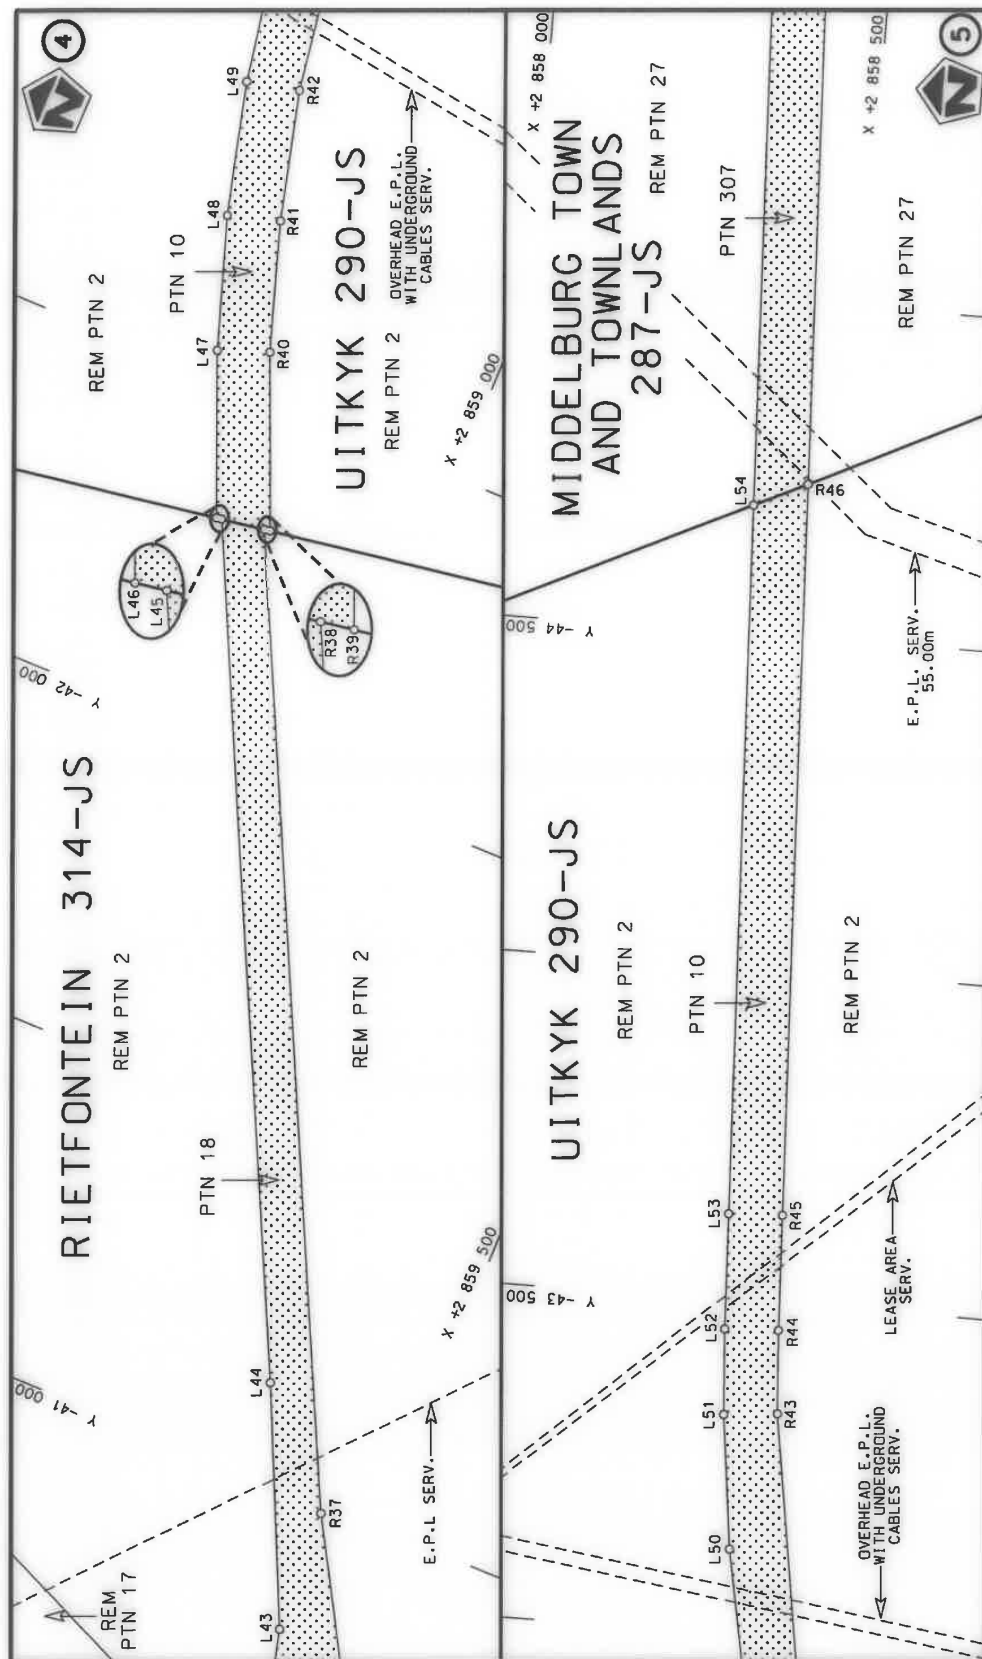 4
N
L49
R42
L48
R41
PTN 10
REM PTN 2
L47
R40
OVERHEAD E.P.L.
WITH UNDERGROUND
CABLES SERV.
UITKYK 290-JS
REM PTN 2
X +2 859 000
L46
L45
R38
R39
Y -42 000
RIETFONTEIN 314-JS
REM PTN 2
REM PTN 2
PTN 18
X +2 859 500
L44
Y -41 000
R37
E.P.L SERV.
REM
PTN 17
L43
5
N
X +2 858 000
X +2 858 500
REM PTN 27
MIDDELBURG TOWN
AND TOWNLANDS
287-JS
PTN 307
REM PTN 27
L54
R46
Y -44 500
E.P.L. SERV.
55.00m
UITKYK 290-JS
REM PTN 2
PTN 10
REM PTN 2
L53
R45
Y -43 500
L52
R44
LEASE AREA
SERV.
L51
R43
L50
OVERHEAD E.P.L.
WITH UNDERGROUND
CABLES SERV.